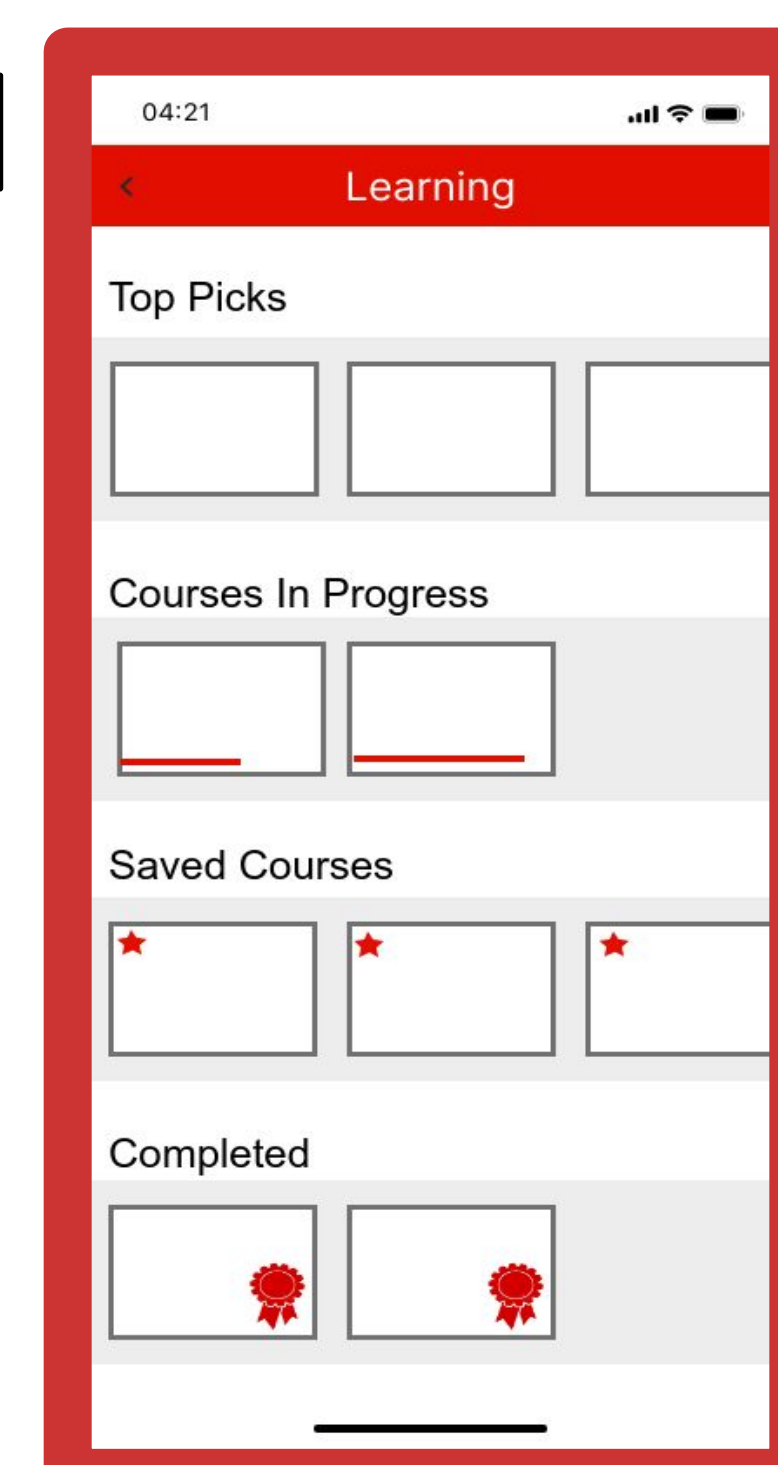 04:21
Learning
Top Picks
Courses In Progress
Saved Courses
Completed